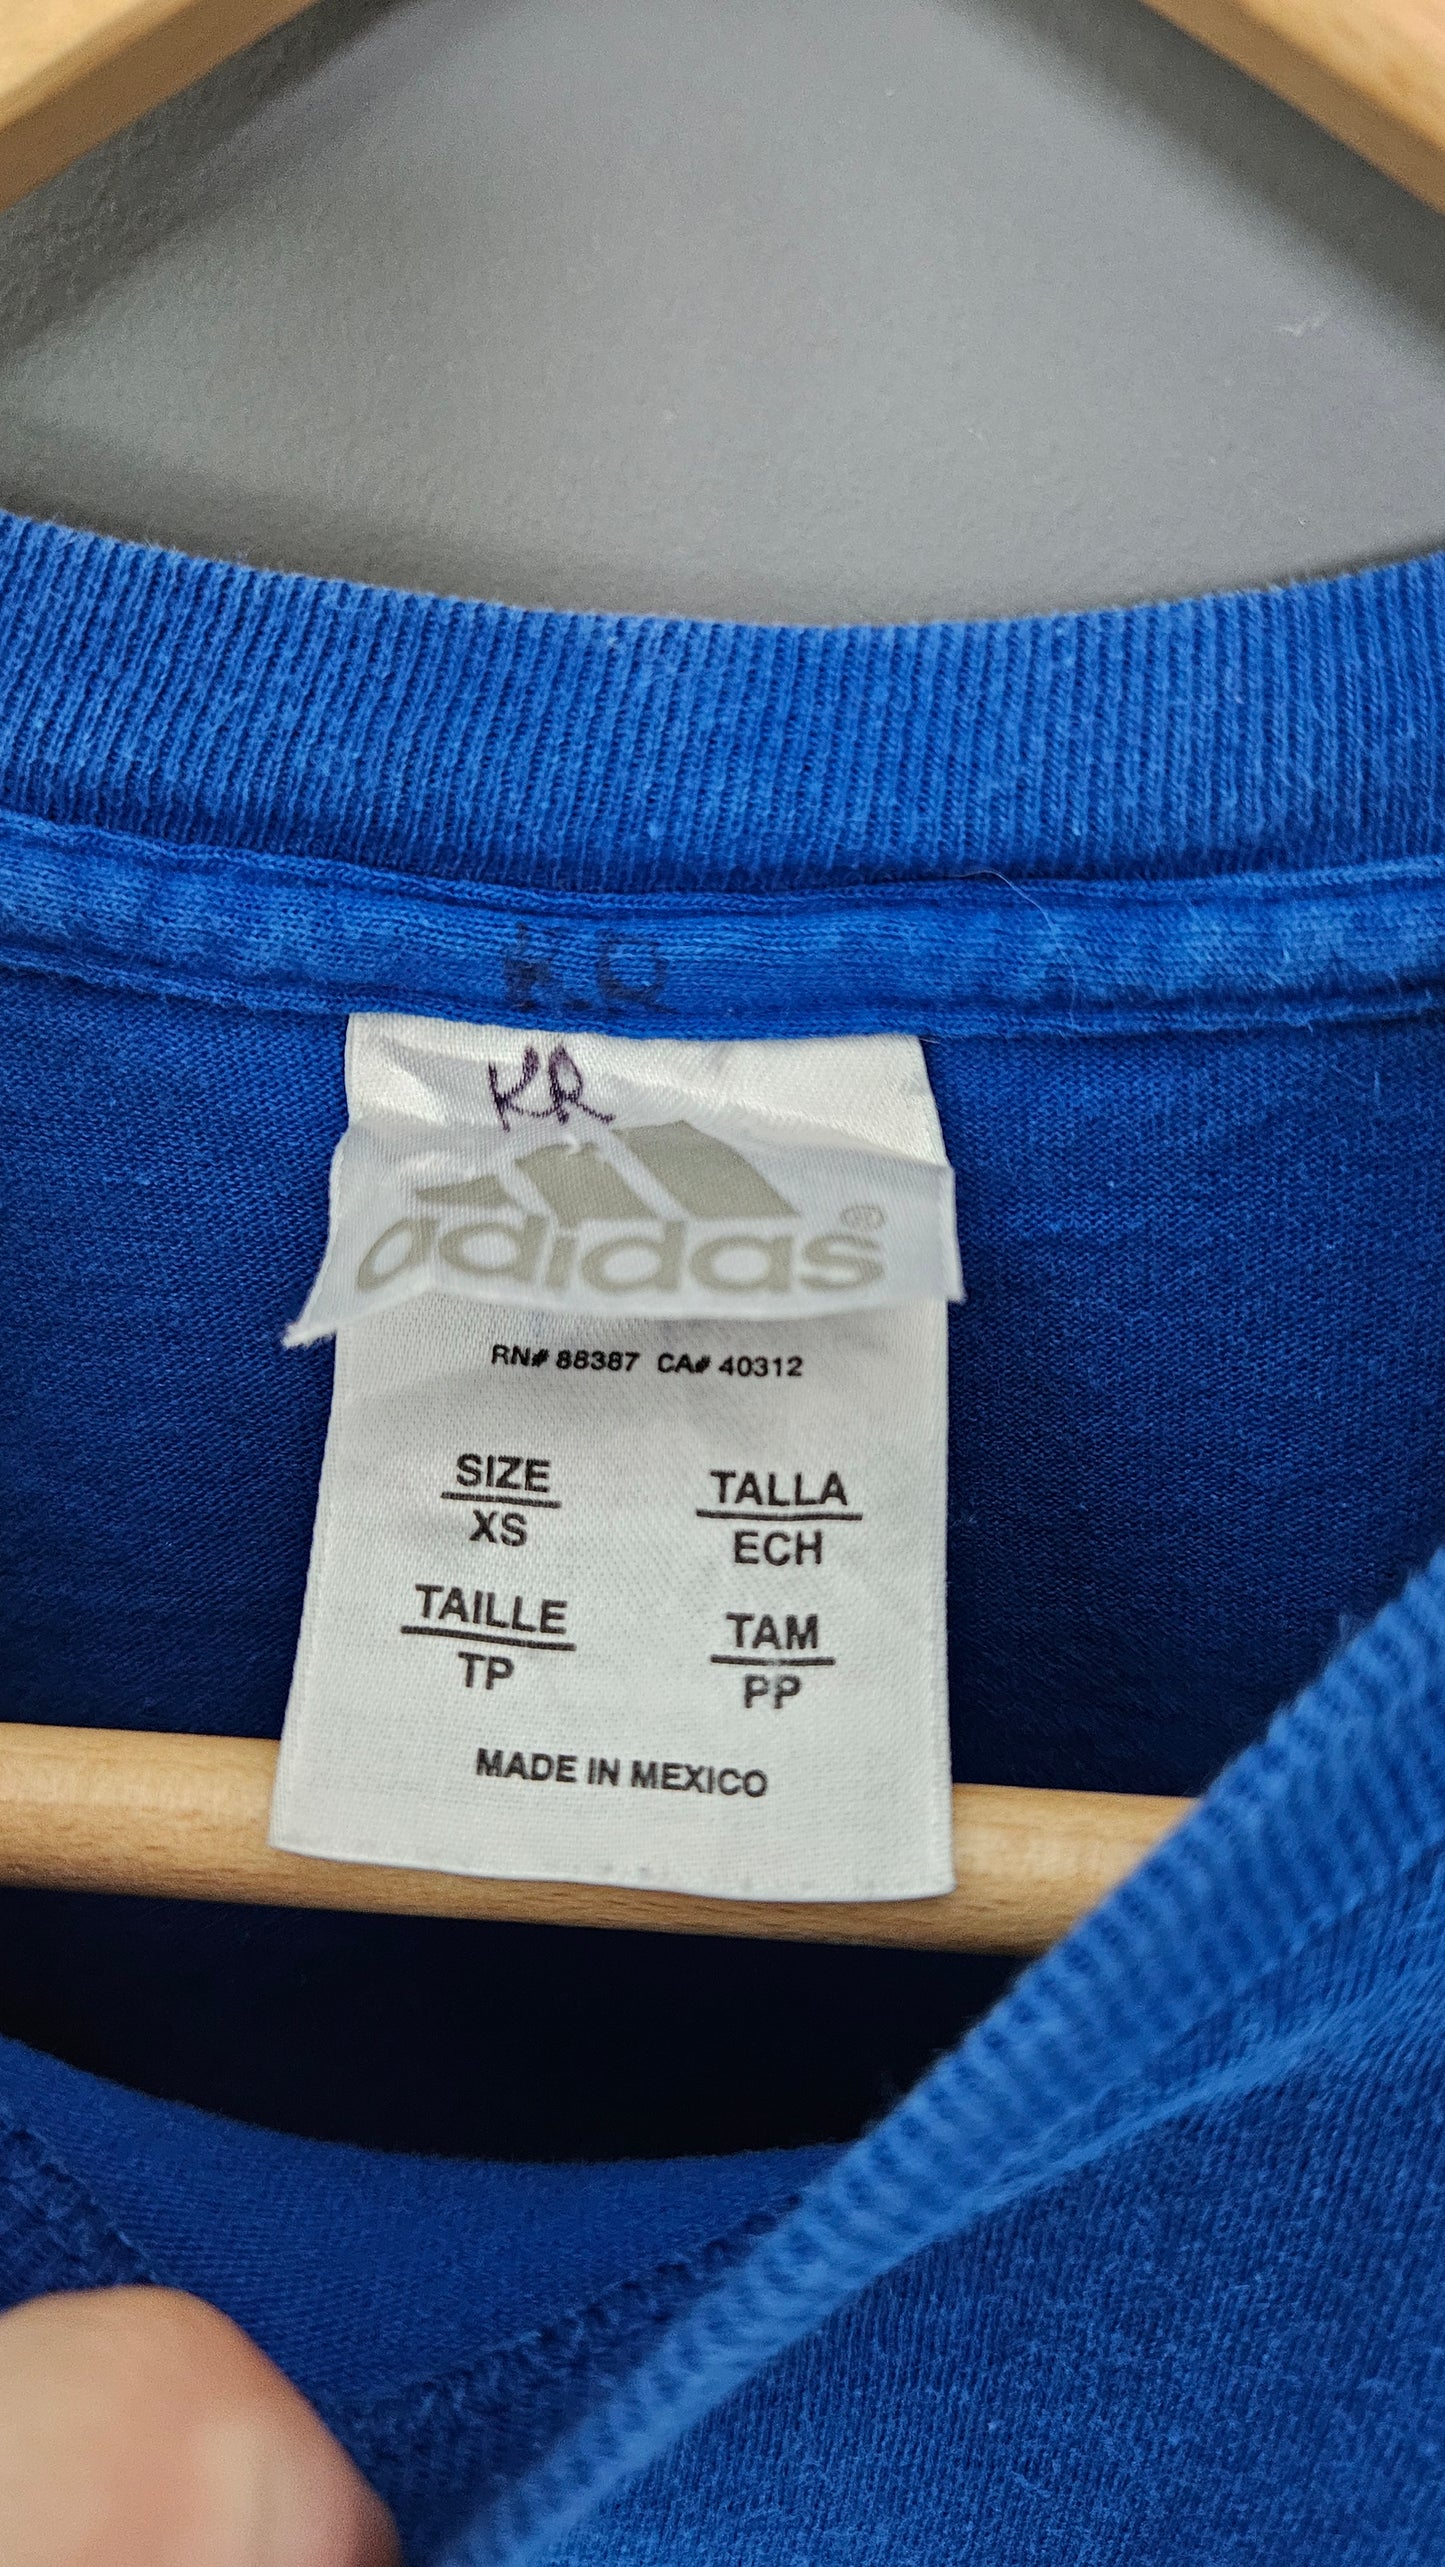 K.R
KR
adidas®
RN# 88387 CA# 40312
SIZE TALLA
XS ECH
TAILLE TAM
TP PP
MADE IN MEXICO